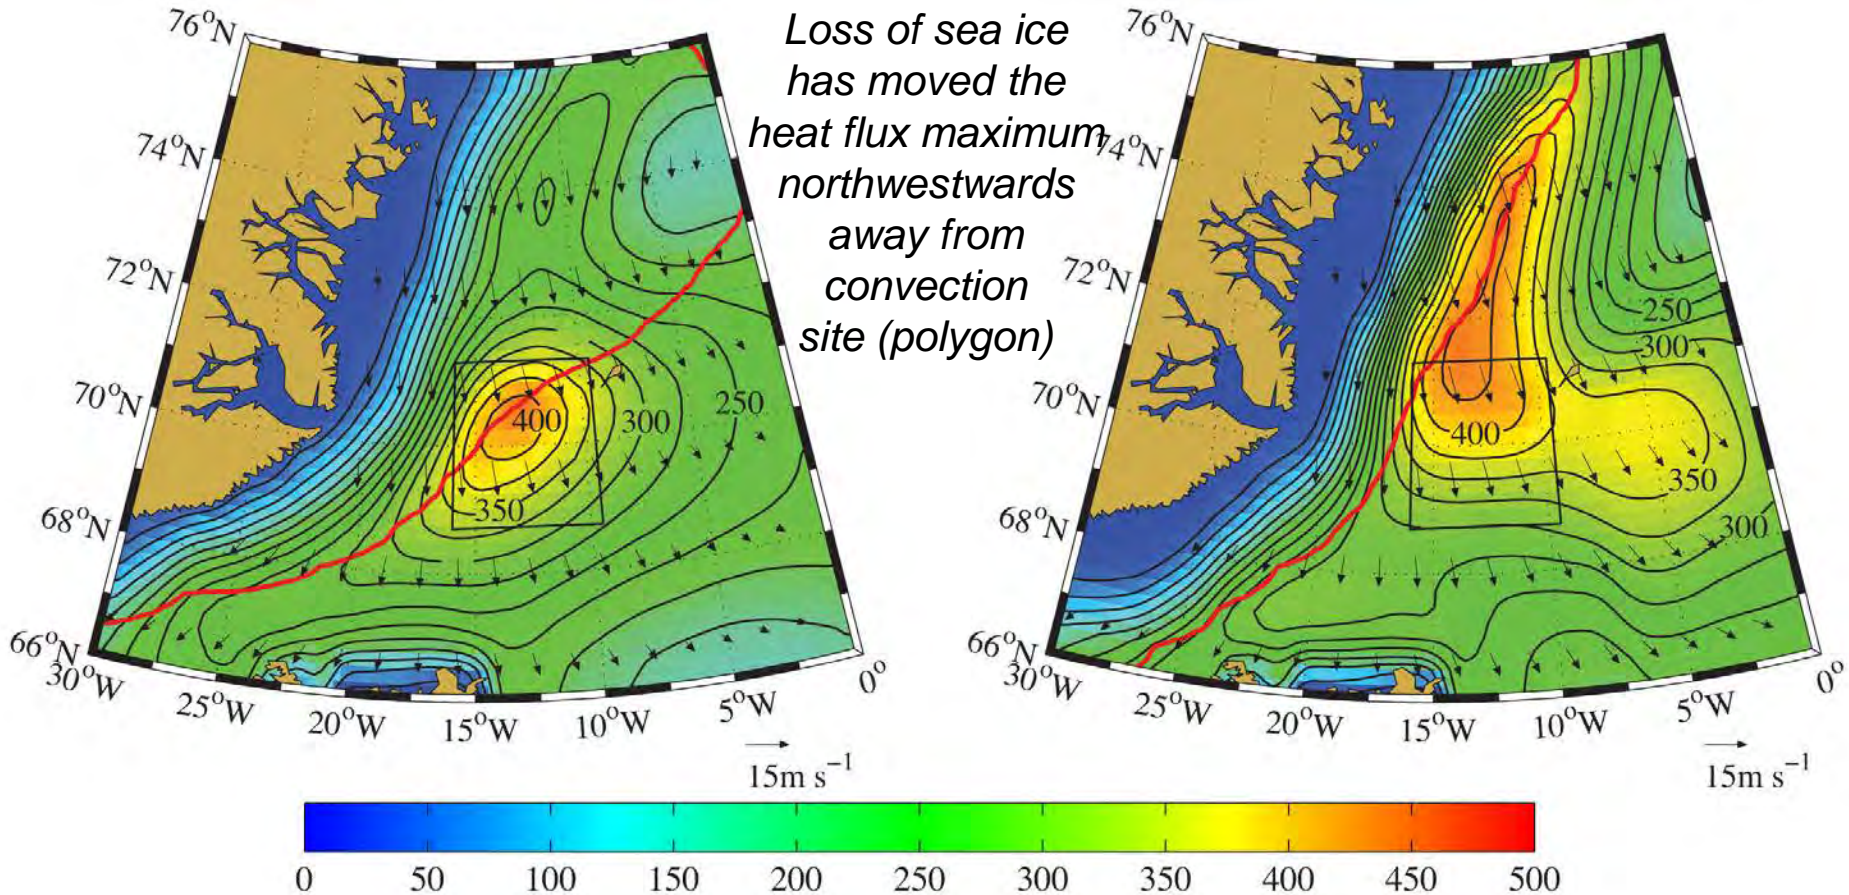 Loss of sea ice
has moved the
heat flux maximum
northwestwards
away from
convection
site (polygon)
76°N
74°N
72°N
70°N
68°N
66°N
30°W
25°W
20°W
15°W
10°W
5°W
0°
400
300
250
350
15m s⁻¹
76°N
74°N
72°N
70°N
68°N
66°N
30°W
25°W
20°W
15°W
10°W
5°W
0°
250
300
400
350
300
15m s⁻¹
0 50 100 150 200 250 300 350 400 450 500